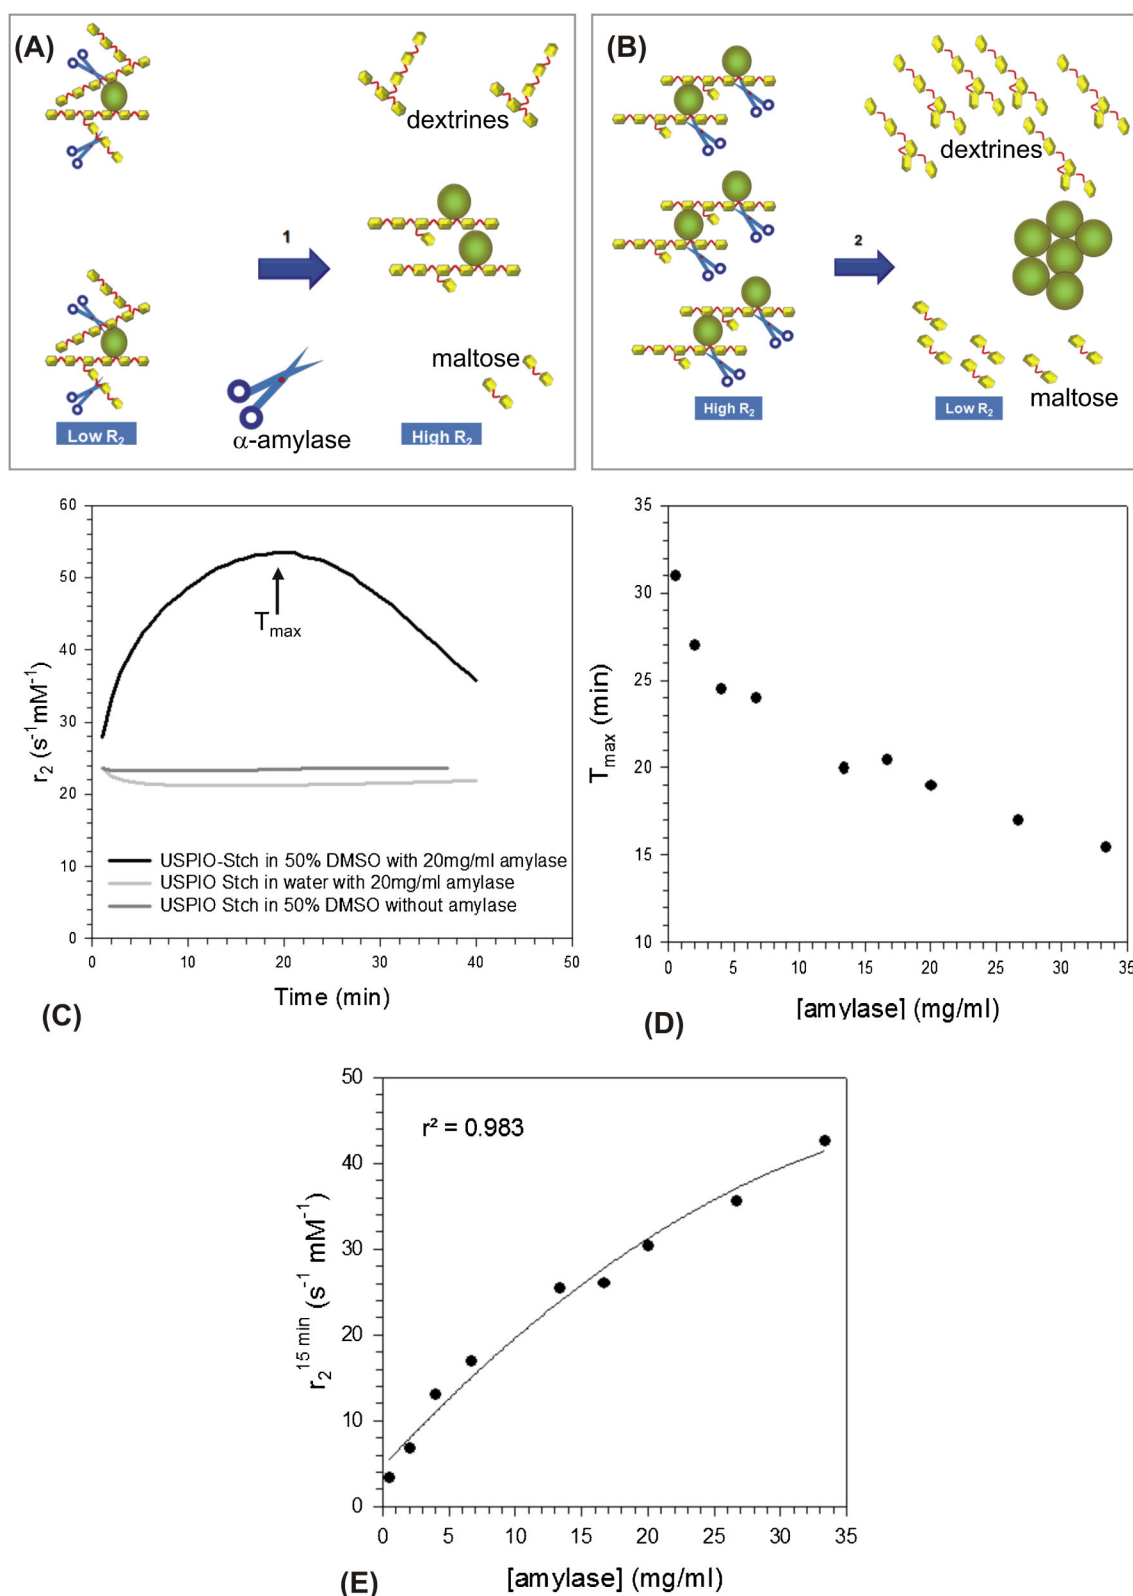 (A)
dextrines
1
maltose
α-amylase
Low R₂
High R₂
(B)
dextrines
2
maltose
High R₂
Low R₂
60
50
40
30
20
10
0
r₂ (s⁻¹mM⁻¹)
T_max
USPIO-Stch in 50% DMSO with 20mg/ml amylase
USPIO Stch in water with 20mg/ml amylase
USPIO Stch in 50% DMSO without amylase
0 10 20 30 40 50
Time (min)
(C)
35
30
25
20
15
10
T_max (min)
0 5 10 15 20 25 30 35
[amylase] (mg/ml)
(D)
50
40
30
20
10
0
r₂¹⁵ ᵐⁱⁿ (s⁻¹ mM⁻¹)
r² = 0.983
0 5 10 15 20 25 30 35
[amylase] (mg/ml)
(E)